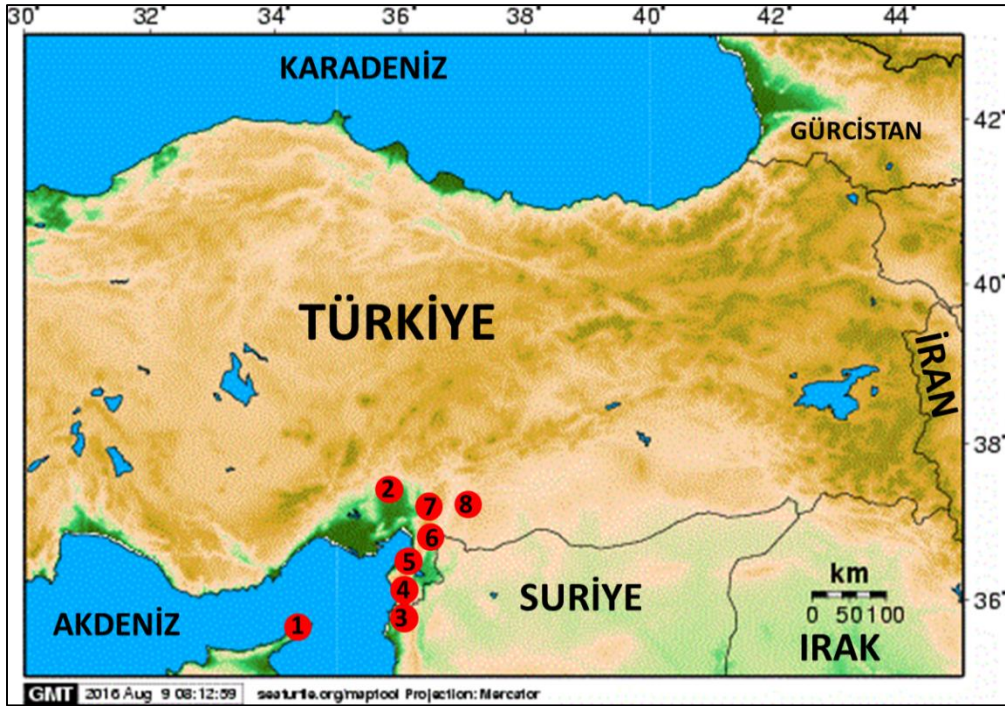 30° 32° 34° 36° 38° 40° 42° 44°
KARADENİZ
42°
GÜRCİSTAN
40°
TÜRKİYE
İRAN
38°
2
7
8
6
5
km
4
SURİYE
0 50 100
36°
3
AKDENİZ
1
IRAK
GMT 2016 Aug 9 08:12:59 seaturtle.org/maptool Projection: Mercator